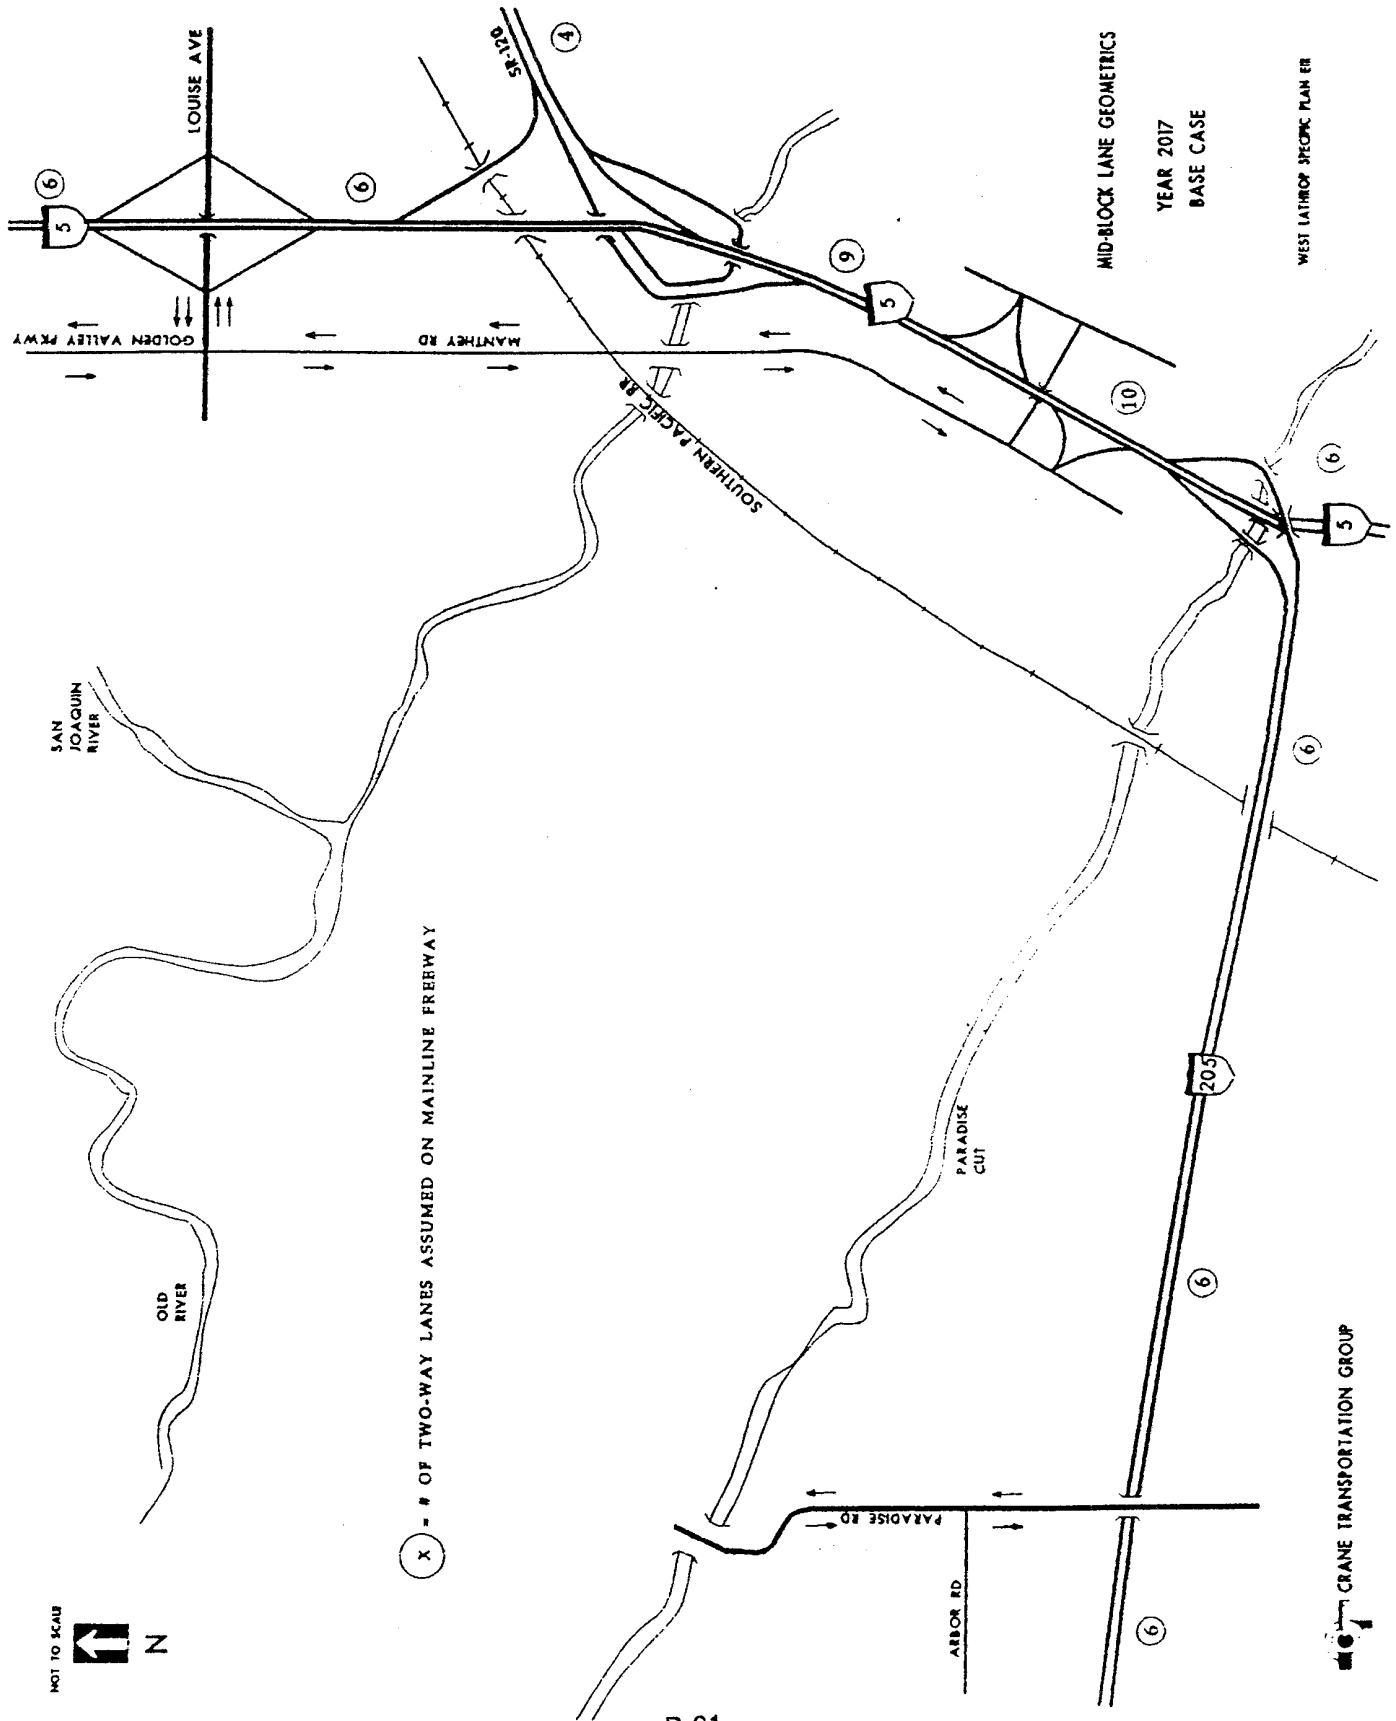 NOT TO SCALE
N
SAN
JOAQUIN
RIVER
OLD
RIVER
5
6
LOUISE AVE
GOLDEN VALLEY PKWY
6
MANTHEY RD
SR-120
4
SOUTHERN PACIFIC RR
9
5
10
6
5
6
205
6
6
PARADISE
CUT
PARADISE RD
ARBOR RD
X = # OF TWO-WAY LANES ASSUMED ON MAINLINE FREEWAY
MID-BLOCK LANE GEOMETRICS
YEAR 2017
BASE CASE
WEST LATHROP SPECIFIC PLAN EIR
CRANE TRANSPORTATION GROUP